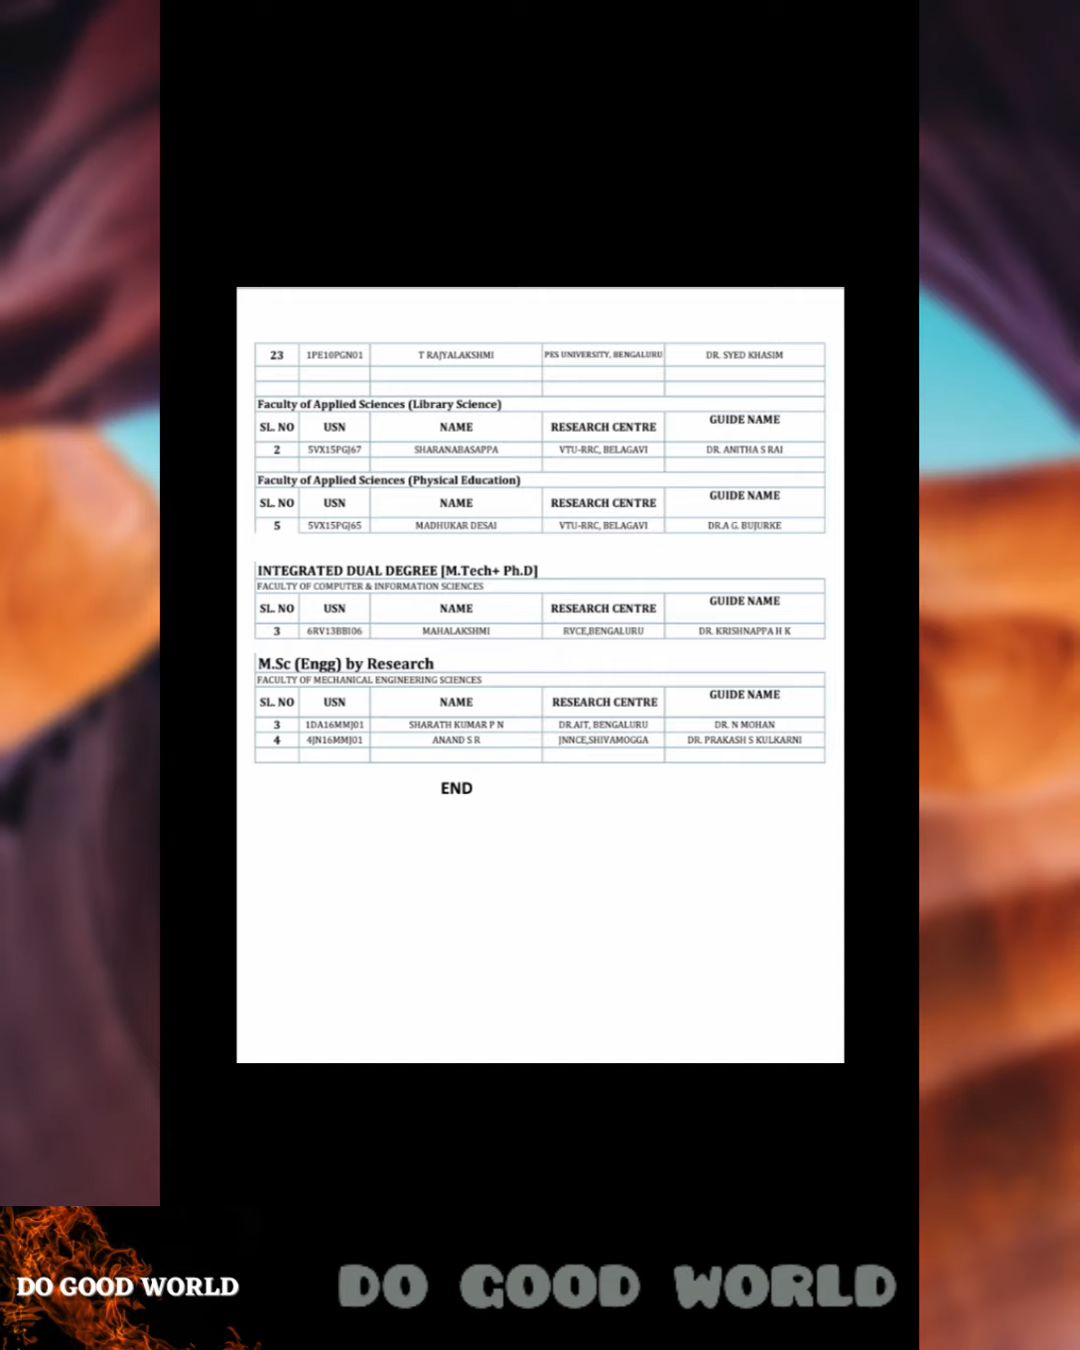 23 1PE10PGN01 T RAJYALAKSHMI PES UNIVERSITY, BENGALURU DR. SYED KHASIM
Faculty of Applied Sciences (Library Science)
SL. NO USN NAME RESEARCH CENTRE GUIDE NAME
2 5VX15PGJ67 SHARANABASAPPA VTU-RRC, BELAGAVI DR. ANITHA S RAI
Faculty of Applied Sciences (Physical Education)
SL. NO USN NAME RESEARCH CENTRE GUIDE NAME
5 5VX15PGJ65 MADHUKAR DESAI VTU-RRC, BELAGAVI DR.A G. BUJURKE
INTEGRATED DUAL DEGREE [M.Tech+ Ph.D]
FACULTY OF COMPUTER & INFORMATION SCIENCES
SL. NO USN NAME RESEARCH CENTRE GUIDE NAME
3 6RV13BBI06 MAHALAKSHMI RVCE,BENGALURU DR. KRISHNAPPA H K
M.Sc (Engg) by Research
FACULTY OF MECHANICAL ENGINEERING SCIENCES
SL. NO USN NAME RESEARCH CENTRE GUIDE NAME
3 1DA16MMJ01 SHARATH KUMAR P N DR.AIT, BENGALURU DR. N MOHAN
4 4JN16MMJ01 ANAND S R JNNCE,SHIVAMOGGA DR. PRAKASH S KULKARNI
END
DO GOOD WORLD
DO GOOD WORLD